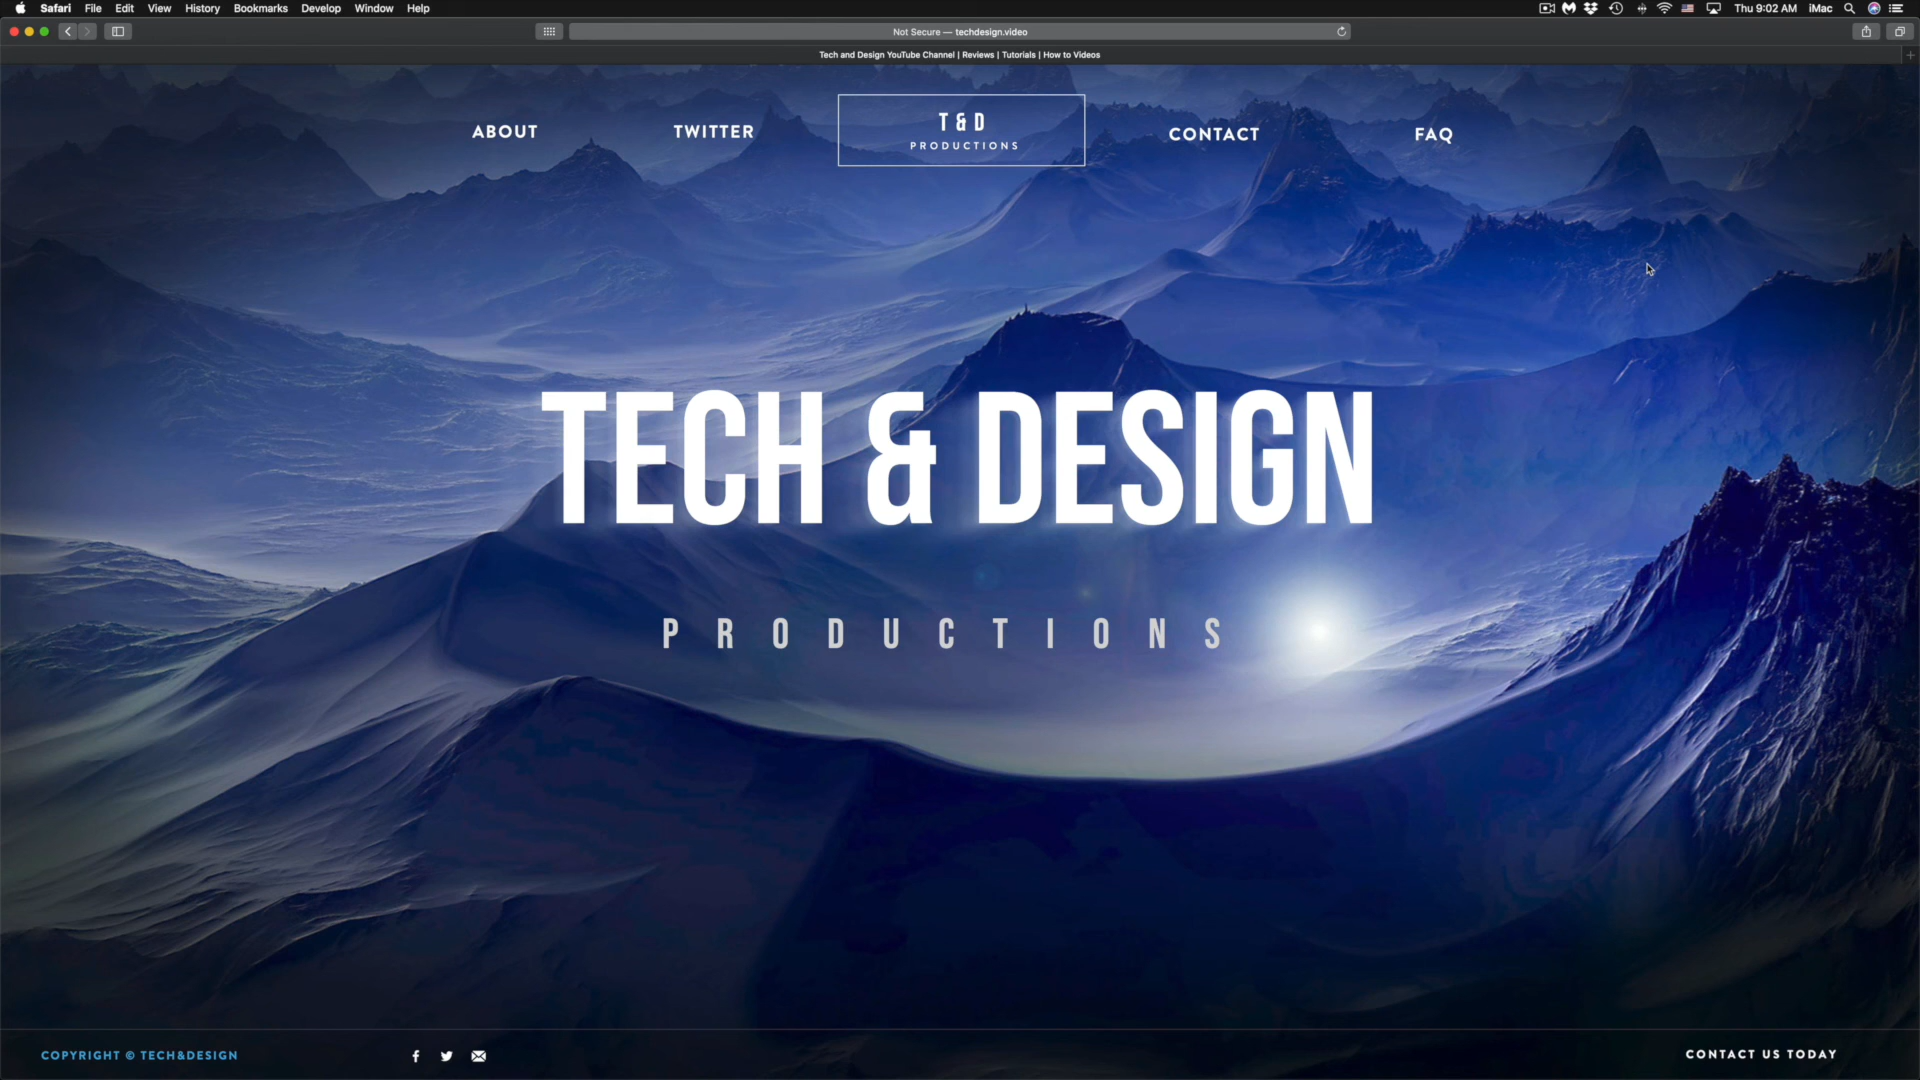 Safari File Edit View History Bookmarks Develop Window Help Thu 9:02 AM iMac
Not Secure — techdesign.video
Tech and Design YouTube Channel | Reviews | Tutorials | How to Videos
ABOUT TWITTER T&D CONTACT FAQ
PRODUCTIONS
TECH & DESIGN
PRODUCTIONS
COPYRIGHT © TECH&DESIGN CONTACT US TODAY